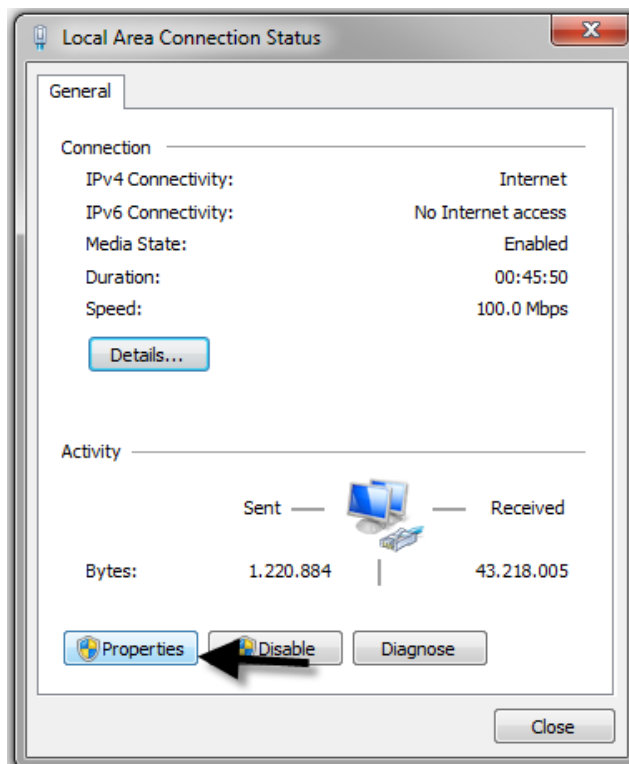 Local Area Connection Status
General
Connection
IPv4 Connectivity: Internet
IPv6 Connectivity: No Internet access
Media State: Enabled
Duration: 00:45:50
Speed: 100.0 Mbps
Details...
Activity
Sent Received
Bytes: 1.220.884 43.218.005
Properties Disable Diagnose
Close